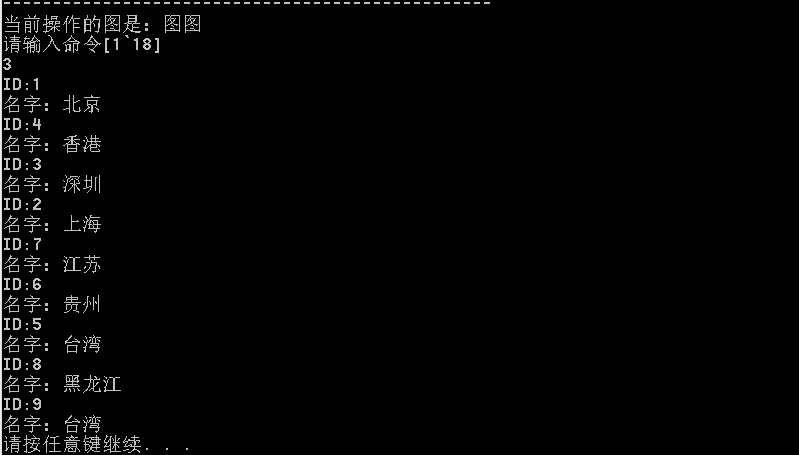 --------------------------------------------------
当前操作的图是：图图
请输入命令[1`18]
3
ID:1
名字：北京
ID:4
名字：香港
ID:3
名字：深圳
ID:2
名字：上海
ID:7
名字：江苏
ID:6
名字：贵州
ID:5
名字：台湾
ID:8
名字：黑龙江
ID:9
名字：台湾
请按任意键继续. . .